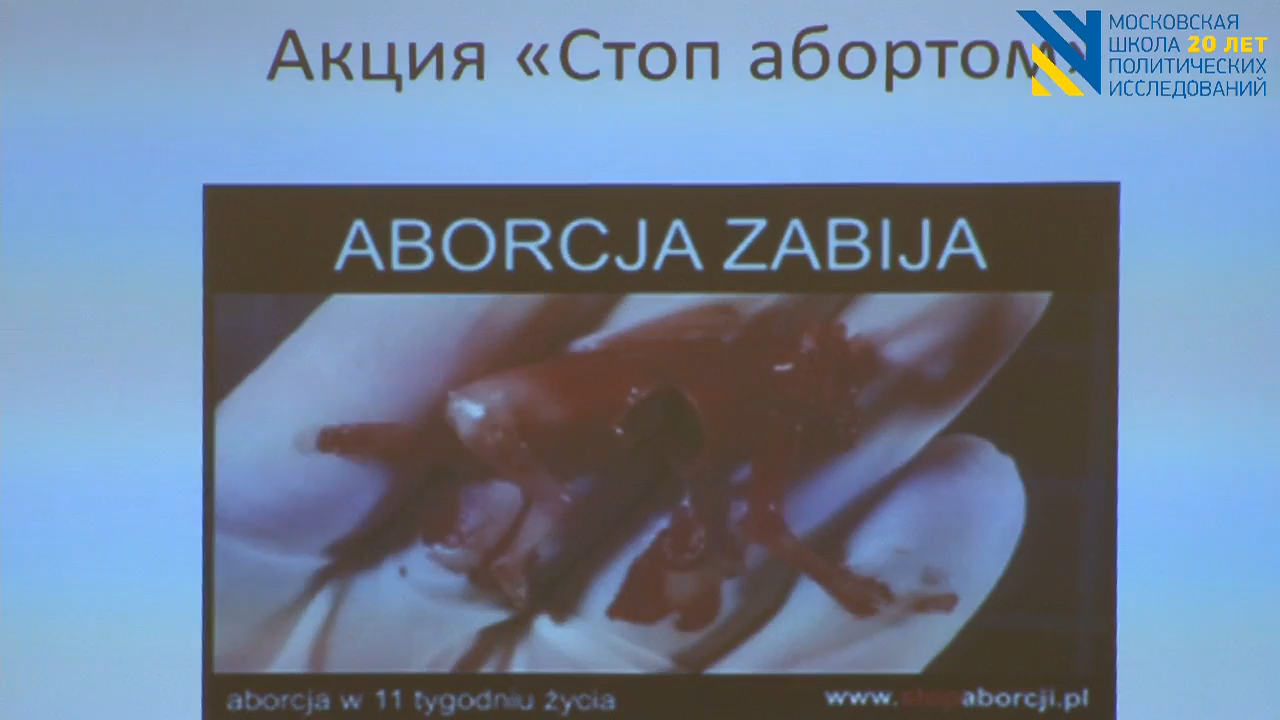 Акция «Стоп абортом»
МОСКОВСКАЯ
ШКОЛА 20 ЛЕТ
ПОЛИТИЧЕСКИХ
ИССЛЕДОВАНИЙ
ABORCJA ZABIJA
aborcja w 11 tygodniu życia
www.stopaborcji.pl